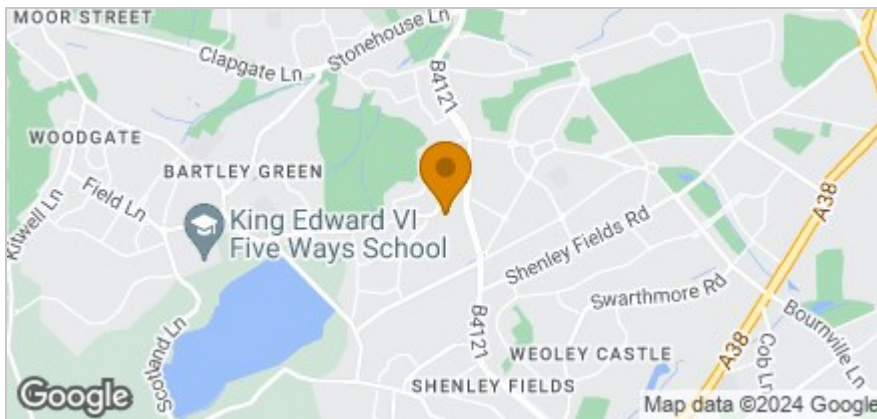 MOOR STREET
Clapgate Ln
Stonehouse Ln
B4121
WOODGATE
BARTLEY GREEN
Kitwell Ln
Field Ln
King Edward VI
Five Ways School
A38
Shenley Fields Rd
Swarthmore Rd
Scotland Ln
B4121
WEOLEY CASTLE
SHENLEY FIELDS
A38
Cob Ln
Bournville Ln
Google
Map data ©2024 Google